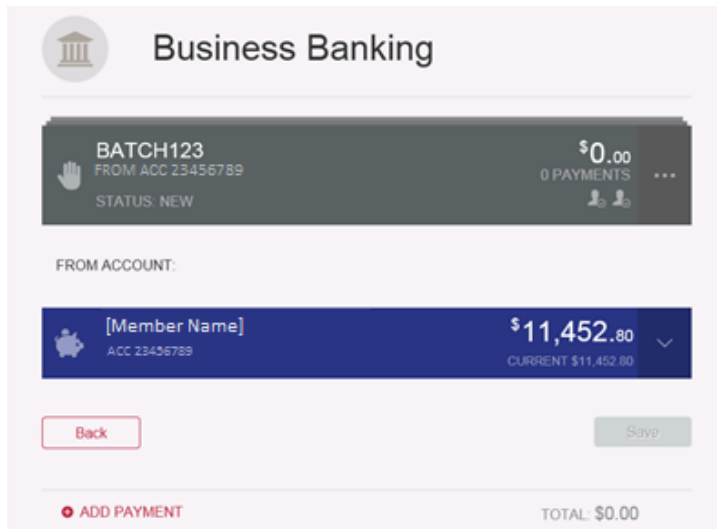 Business Banking
BATCH123
$0.00
FROM ACC 23456789
0 PAYMENTS
STATUS: NEW
FROM ACCOUNT:
[Member Name]
$11,452.80
ACC 23456789
CURRENT $11,452.80
Back
Save
ADD PAYMENT
TOTAL: $0.00